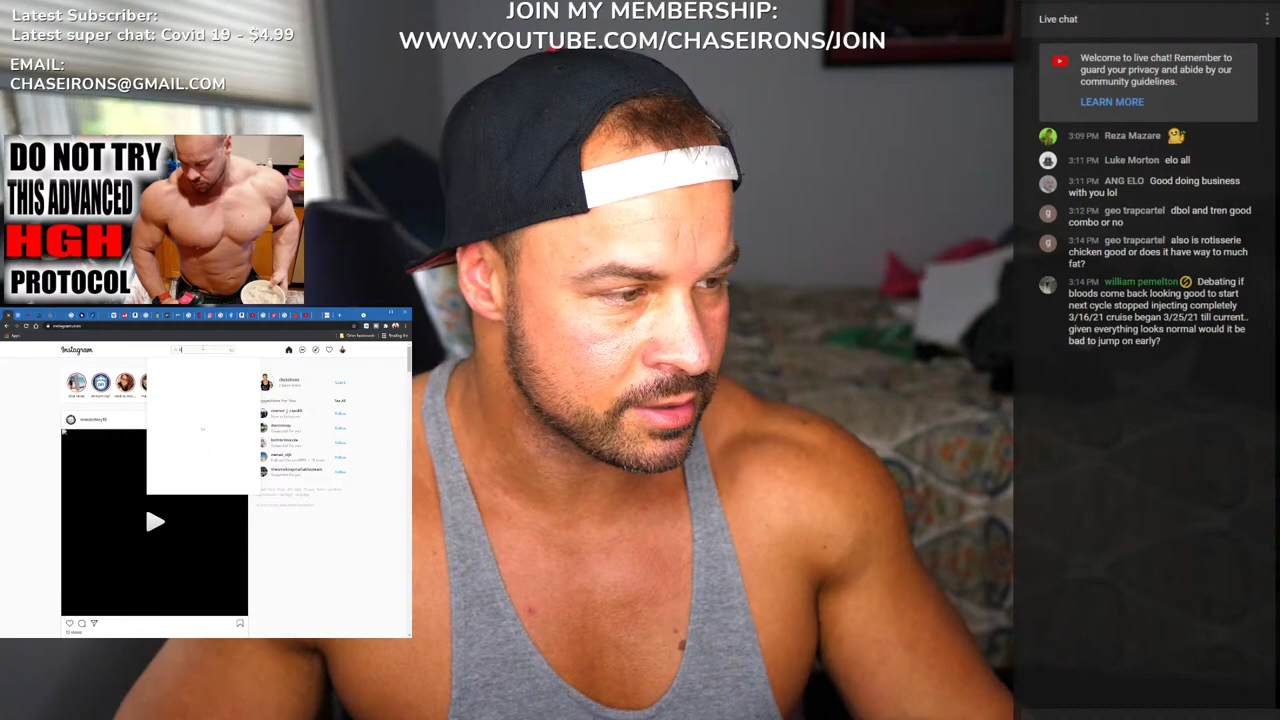 Latest Subscriber:
Latest super chat: Covid 19 - $4.99
EMAIL:
CHASEIRONS@GMAIL.COM
JOIN MY MEMBERSHIP:
WWW.YOUTUBE.COM/CHASEIRONS/JOIN
DO NOT TRY
THIS ADVANCED
HGH
PROTOCOL
Instagram
Live chat
Welcome to live chat! Remember to
guard your privacy and abide by our
community guidelines.
LEARN MORE
3:09 PM Reza Mazare
3:11 PM Luke Morton elo all
3:11 PM ANG ELO Good doing business
with you lol
3:12 PM geo trapcartel dbol and tren good
combo or no
3:14 PM geo trapcartel also is rotisserie
chicken good or does it have way to much
fat?
3:14 PM william pemelton Debating if
bloods come back looking good to start
next cycle stopped injecting completely
3/16/21 cruise began 3/25/21 till current..
given everything looks normal would it be
bad to jump on early?